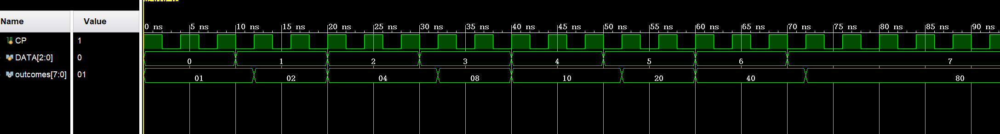 Name Value
0 ns 5 ns 10 ns 15 ns 20 ns 25 ns 30 ns 35 ns 40 ns 45 ns 50 ns 55 ns 60 ns 65 ns 70 ns 75 ns 80 ns 85 ns 90 ns
CP 1
DATA[2:0] 0 0 1 2 3 4 5 6 7
outcomes[7:0] 01 01 02 04 08 10 20 40 80